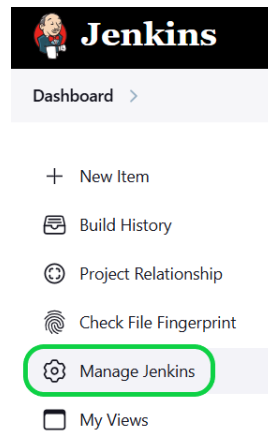 Jenkins
Dashboard >
New Item
Build History
Project Relationship
Check File Fingerprint
Manage Jenkins
My Views